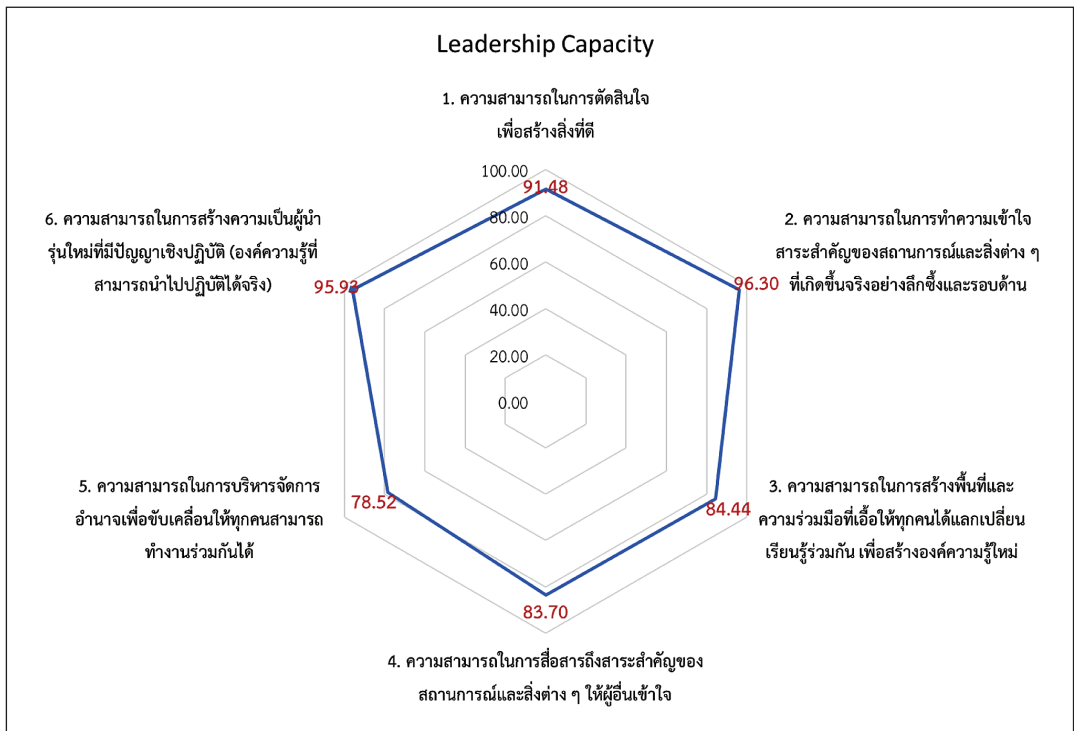 Leadership Capacity
1. ความสามารถในการตัดสินใจ
เพื่อสร้างสิ่งที่ดี
100.00
91.48
80.00
60.00
40.00
20.00
0.00
2. ความสามารถในการทำความเข้าใจ
สาระสำคัญของสถานการณ์และสิ่งต่าง ๆ
ที่เกิดขึ้นจริงอย่างลึกซึ้งและรอบด้าน
96.30
3. ความสามารถในการสร้างพื้นที่และ
ความร่วมมือที่เอื้อให้ทุกคนได้แลกเปลี่ยน
เรียนรู้ร่วมกัน เพื่อสร้างองค์ความรู้ใหม่
84.44
83.70
4. ความสามารถในการสื่อสารถึงสาระสำคัญของ
สถานการณ์และสิ่งต่าง ๆ ให้ผู้อื่นเข้าใจ
5. ความสามารถในการบริหารจัดการ
อำนาจเพื่อขับเคลื่อนให้ทุกคนสามารถ
ทำงานร่วมกันได้
78.52
6. ความสามารถในการสร้างความเป็นผู้นำ
รุ่นใหม่ที่มีปัญญาเชิงปฏิบัติ (องค์ความรู้ที่
สามารถนำไปปฏิบัติได้จริง)
95.93